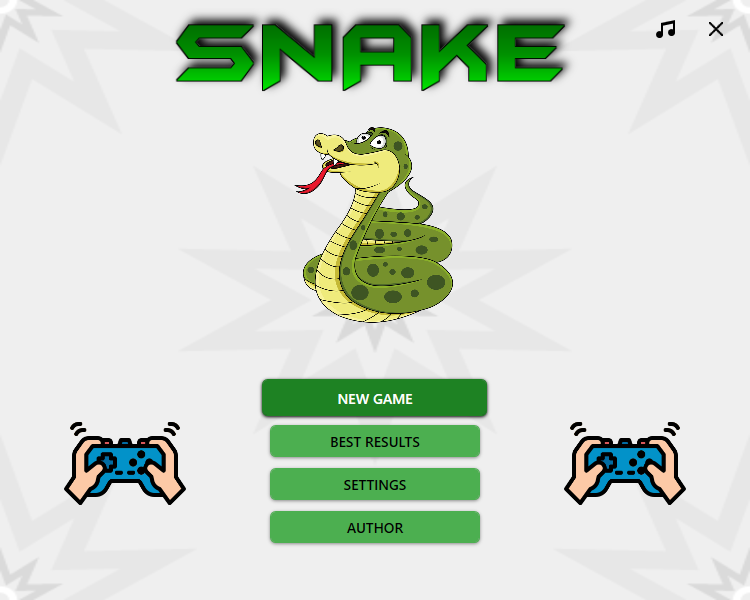 SNAKE
NEW GAME
BEST RESULTS
SETTINGS
AUTHOR